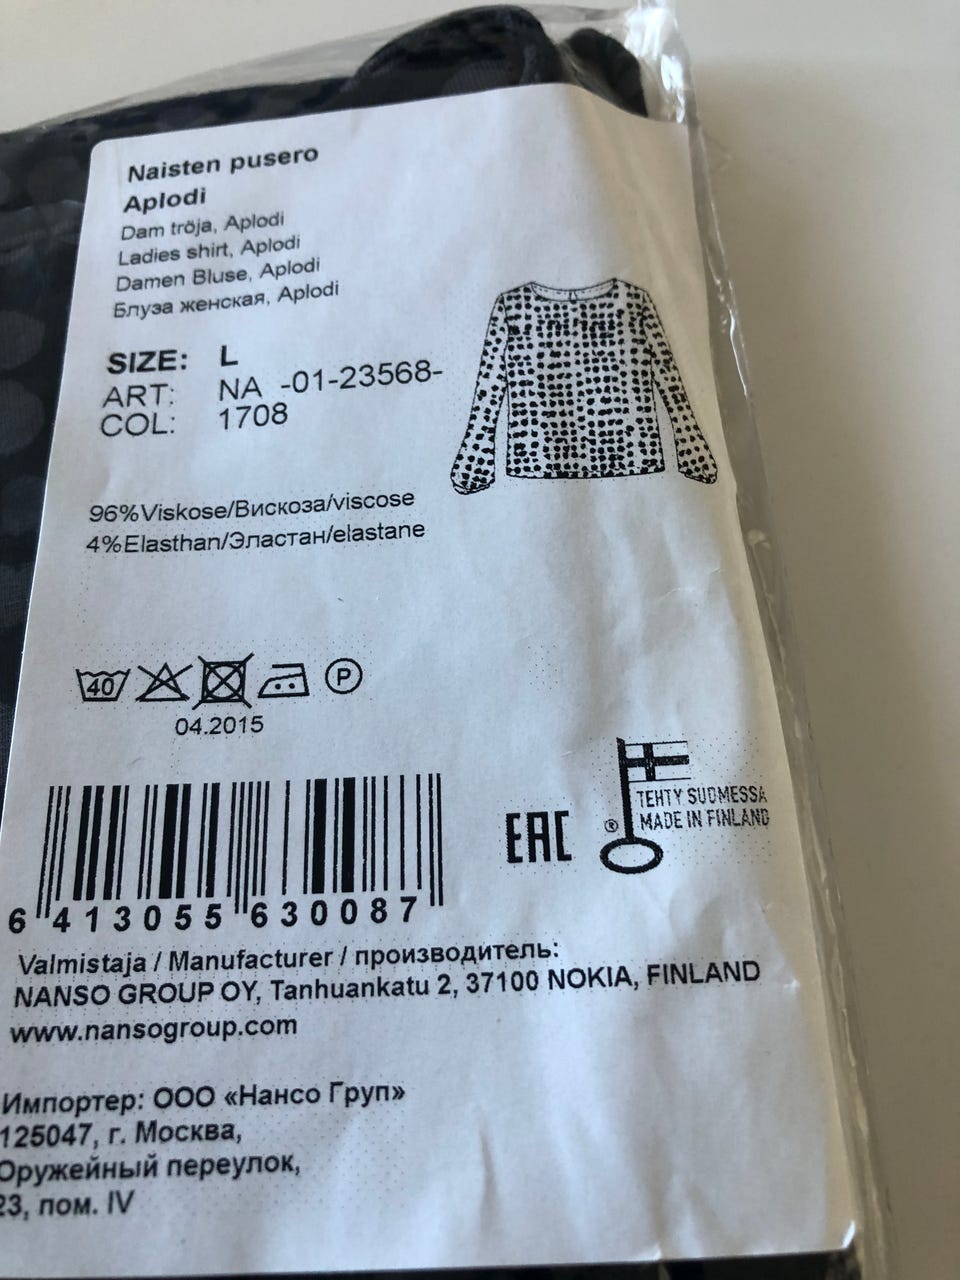 Naisten pusero
Aplodi
Dam tröja, Aplodi
Ladies shirt, Aplodi
Damen Bluse, Aplodi
Блуза женская, Aplodi
SIZE: L
ART: NA -01-23568-
COL: 1708
96%Viskose/Вискоза/viscose
4%Elasthan/Эластан/elastane
40 P
04.2015
EAC
TEHTY SUOMESSA
® MADE IN FINLAND
6 413055 630087
Valmistaja / Manufacturer / производитель:
NANSO GROUP OY, Tanhuankatu 2, 37100 NOKIA, FINLAND
www.nansogroup.com
Импортер: ООО «Нансо Груп»
125047, г. Москва,
Оружейный переулок,
23, пом. IV